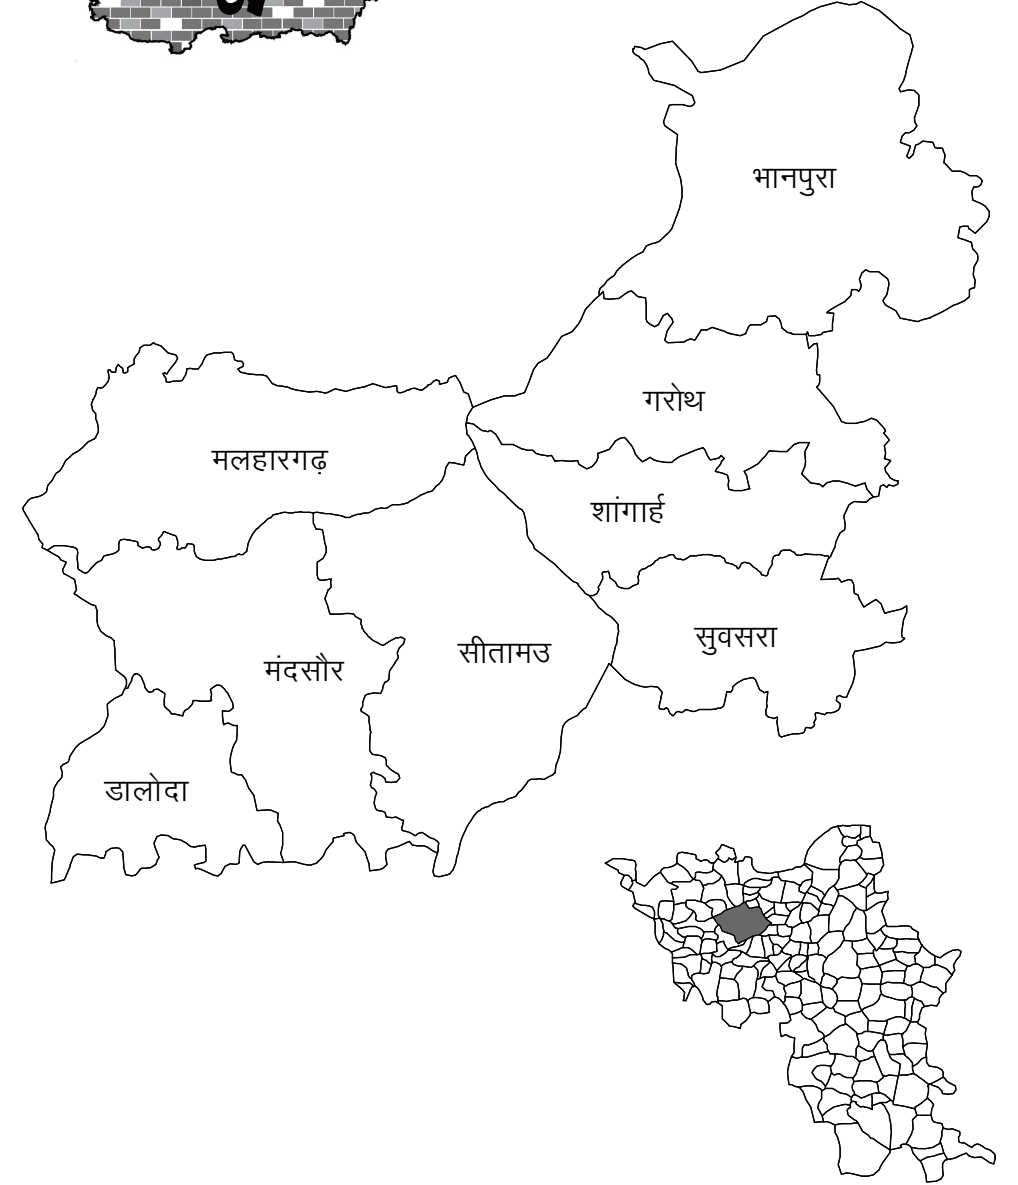 भानपुरा
गरोथ
मलहारगढ़
शांगार्ह
सुवसरा
सीतामउ
मंदसौर
डालोदा